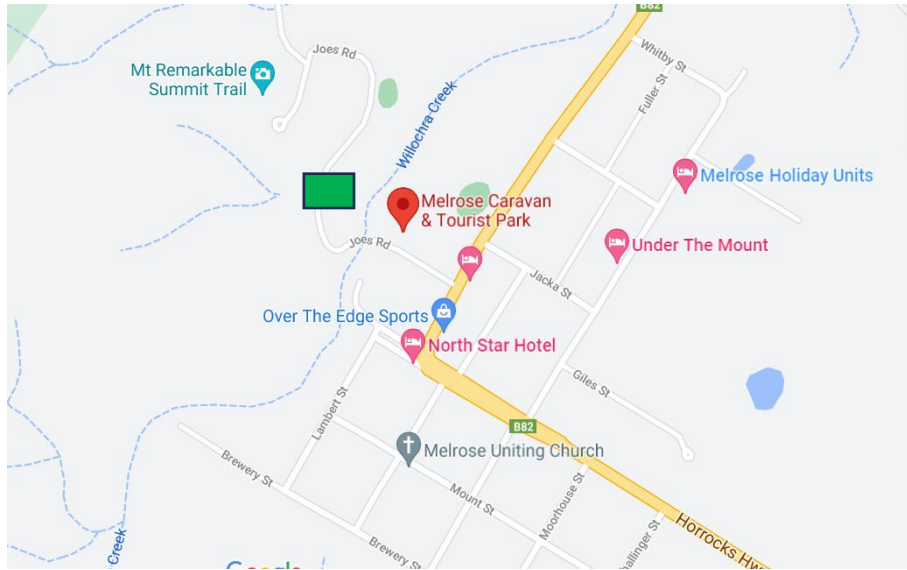 B82
Joes Rd
Whitby St
Mt Remarkable
Summit Trail
Fuller St
Willochra Creek
Melrose Holiday Units
Melrose Caravan
& Tourist Park
Joes Rd
Under The Mount
Jacka St
Over The Edge Sports
North Star Hotel
Giles St
Lambert St
B82
Melrose Uniting Church
Brewery St
Mount St
Moorhouse St
Horrocks Hw
Brewery St
Creek
Google